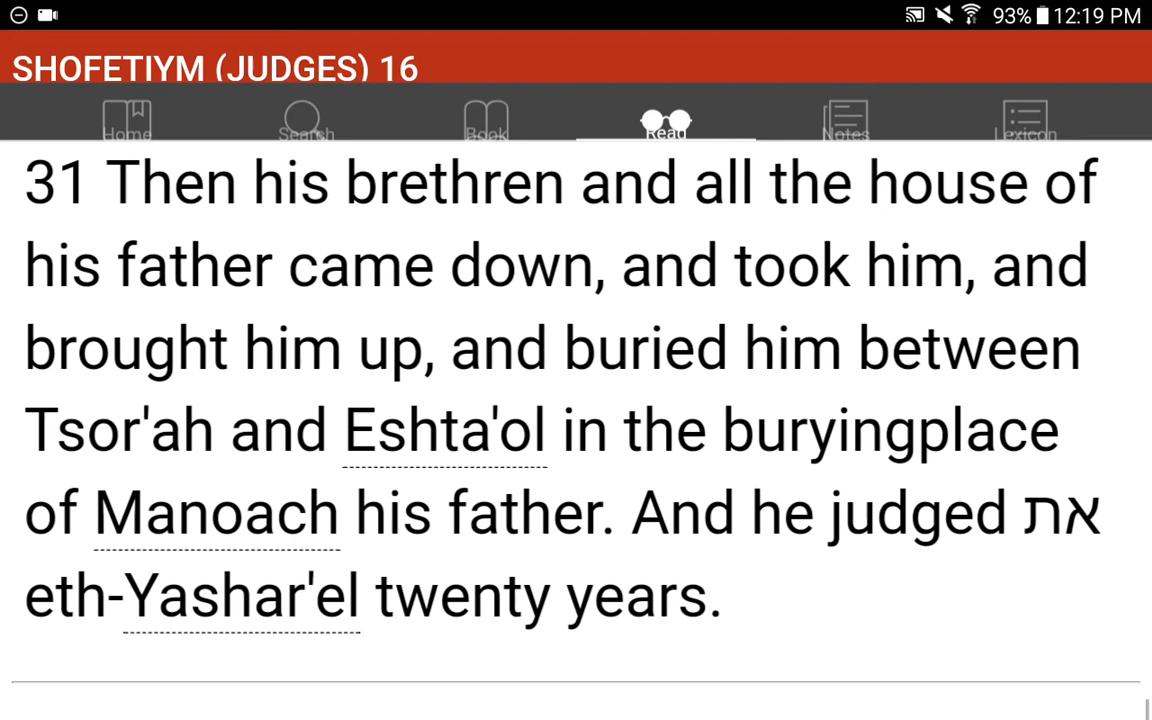 93% 12:19 PM
SHOFETIYM (JUDGES) 16
Home Search Book Read Notes Lexicon
31 Then his brethren and all the house of
his father came down, and took him, and
brought him up, and buried him between
Tsor'ah and Eshta'ol in the buryingplace
of Manoach his father. And he judged את
eth-Yashar'el twenty years.